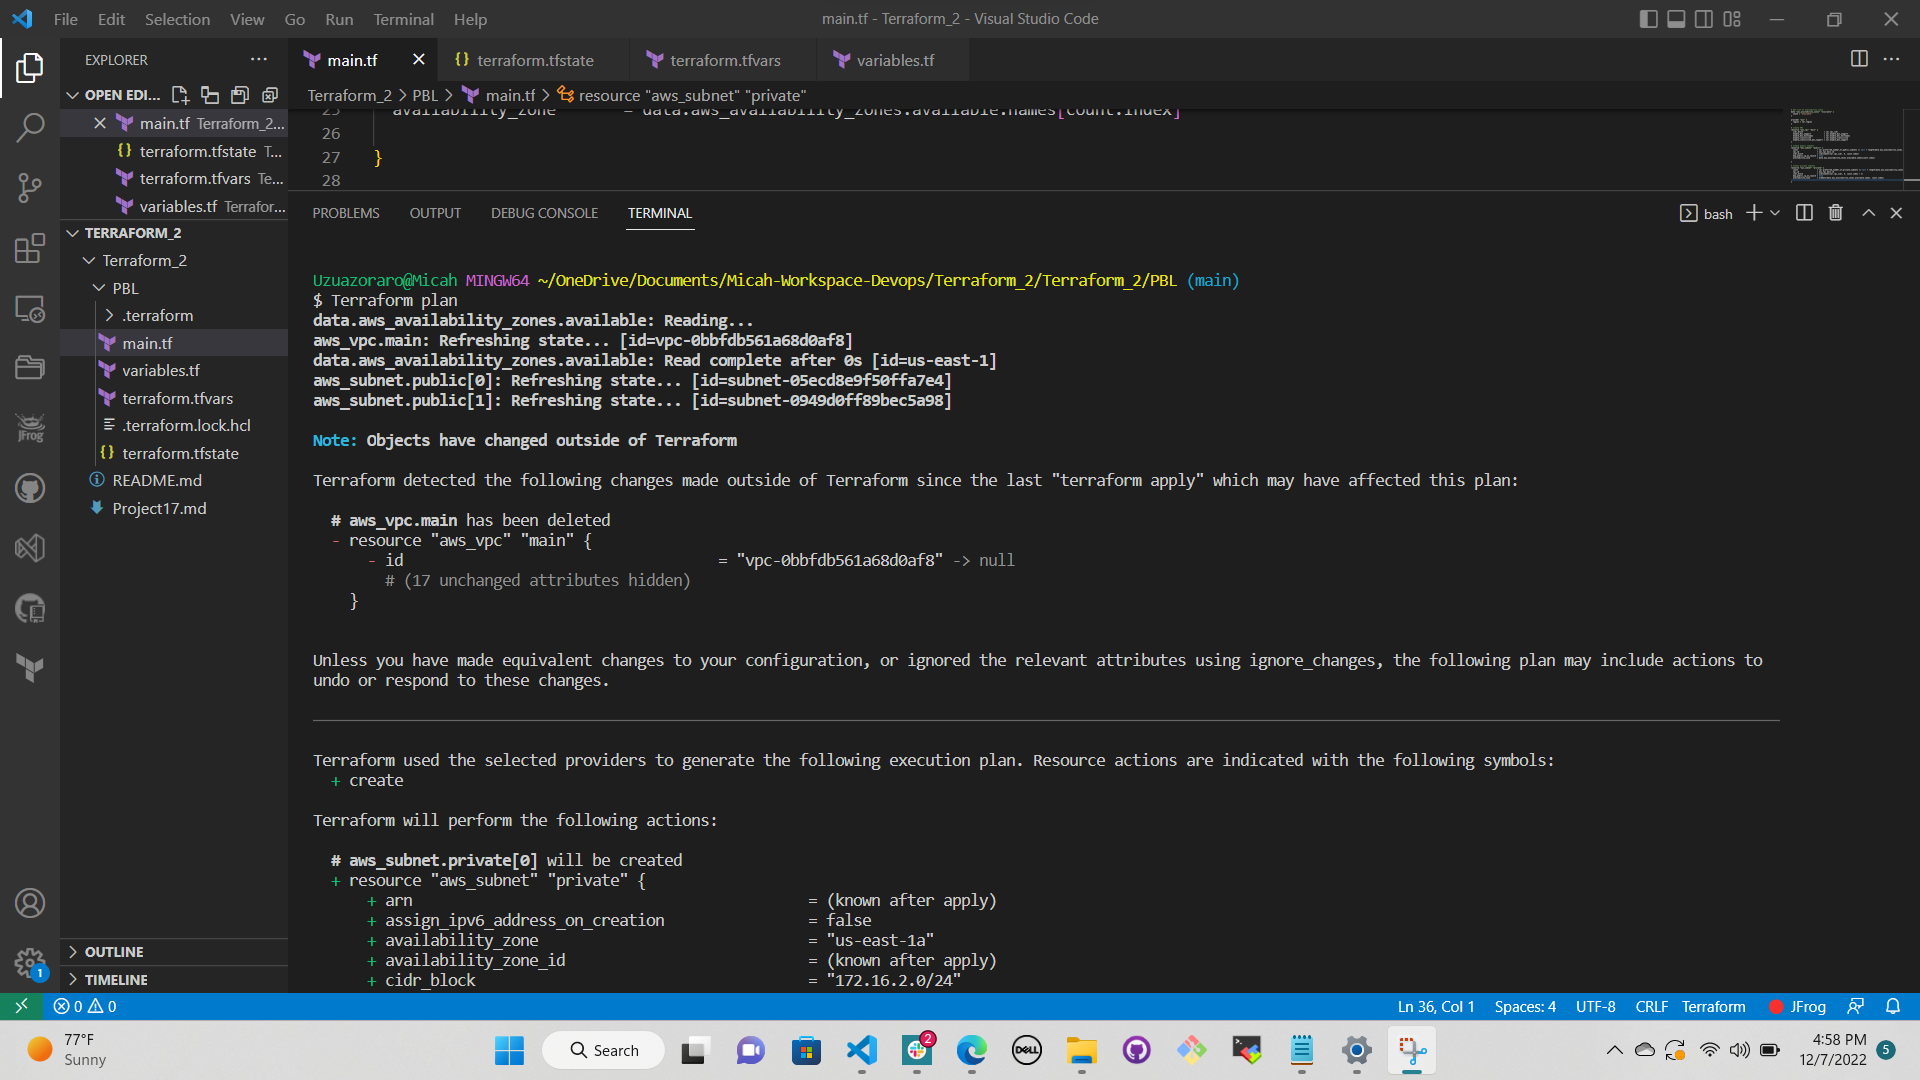 File Edit Selection View Go Run Terminal Help
main.tf - Terraform_2 - Visual Studio Code
EXPLORER
OPEN EDI...
main.tf Terraform_2...
terraform.tfstate T...
terraform.tfvars Te...
variables.tf Terrafor...
TERRAFORM_2
Terraform_2
PBL
.terraform
main.tf
variables.tf
terraform.tfvars
.terraform.lock.hcl
terraform.tfstate
README.md
Project17.md
OUTLINE
TIMELINE
main.tf terraform.tfstate terraform.tfvars variables.tf
Terraform_2 > PBL > main.tf > resource "aws_subnet" "private"
25 availability_zone = data.aws_availability_zones.available.names[count.index]
26
27 }
28
PROBLEMS OUTPUT DEBUG CONSOLE TERMINAL
bash
Uzuazoraro@Micah MINGW64 ~/OneDrive/Documents/Micah-Workspace-Devops/Terraform_2/Terraform_2/PBL (main)
$ Terraform plan
data.aws_availability_zones.available: Reading...
aws_vpc.main: Refreshing state... [id=vpc-0bbfdb561a68d0af8]
data.aws_availability_zones.available: Read complete after 0s [id=us-east-1]
aws_subnet.public[0]: Refreshing state... [id=subnet-05ecd8e9f50ffa7e4]
aws_subnet.public[1]: Refreshing state... [id=subnet-0949d0ff89bec5a98]
Note: Objects have changed outside of Terraform
Terraform detected the following changes made outside of Terraform since the last "terraform apply" which may have affected this plan:
# aws_vpc.main has been deleted
- resource "aws_vpc" "main" {
- id = "vpc-0bbfdb561a68d0af8" -> null
# (17 unchanged attributes hidden)
}
Unless you have made equivalent changes to your configuration, or ignored the relevant attributes using ignore_changes, the following plan may include actions to
undo or respond to these changes.
Terraform used the selected providers to generate the following execution plan. Resource actions are indicated with the following symbols:
+ create
Terraform will perform the following actions:
# aws_subnet.private[0] will be created
+ resource "aws_subnet" "private" {
+ arn = (known after apply)
+ assign_ipv6_address_on_creation = false
+ availability_zone = "us-east-1a"
+ availability_zone_id = (known after apply)
+ cidr_block = "172.16.2.0/24"
JFrog
1
0 0
Ln 36, Col 1 Spaces: 4 UTF-8 CRLF Terraform JFrog
77°F
Sunny
Search
2
DELL
4:58 PM
12/7/2022
5